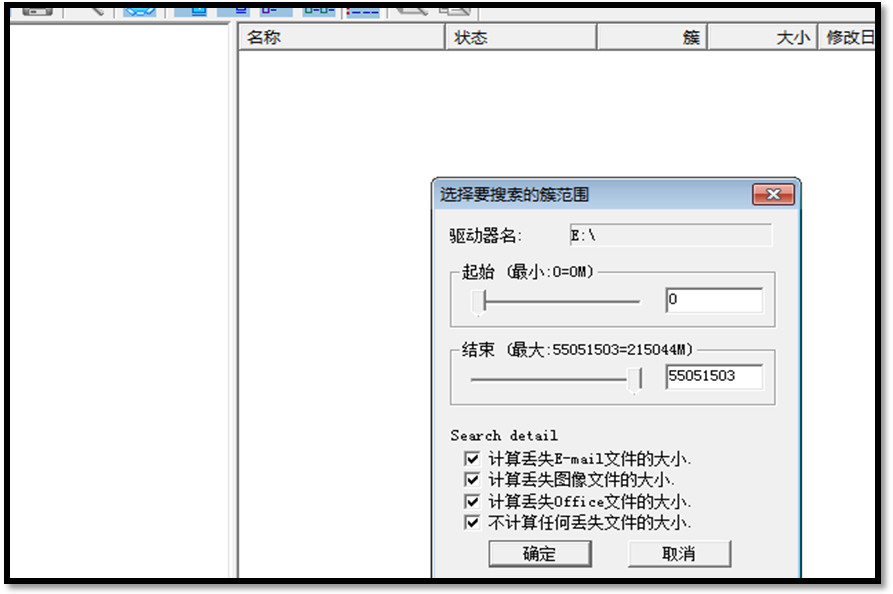 名称 状态 簇 大小 修改日
选择要搜索的簇范围
驱动器名: E:\
起始 (最小:0=0M)
0
结束 (最大:55051503=215044M)
55051503
Search detail
计算丢失E-mail文件的大小.
计算丢失图像文件的大小.
计算丢失Office文件的大小.
不计算任何丢失文件的大小.
确定 取消